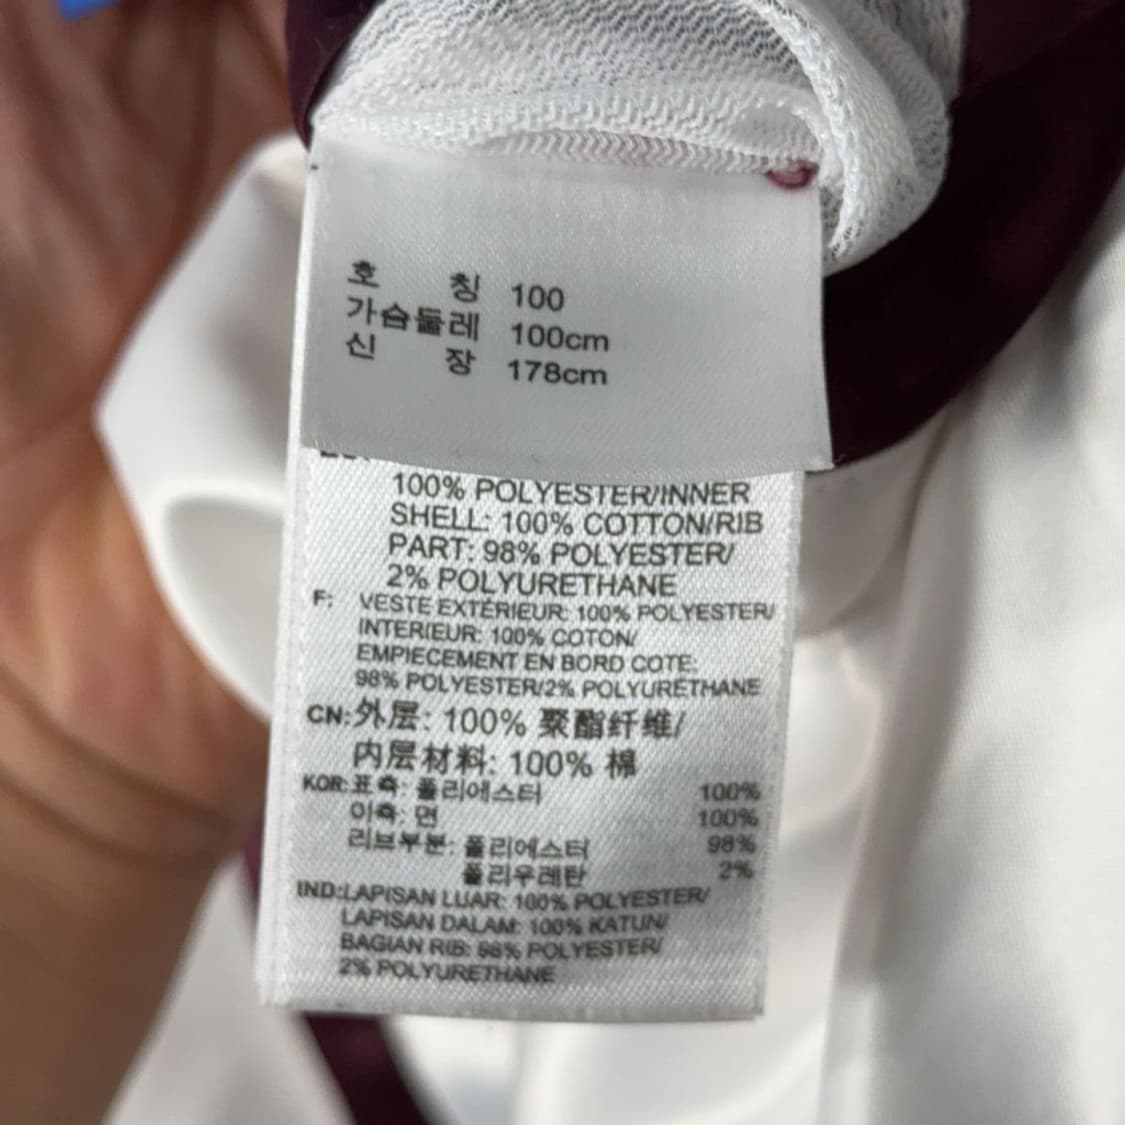 호 칭 100
가슴둘레 100cm
신 장 178cm
100% POLYESTER/INNER
SHELL: 100% COTTON/RIB
PART: 98% POLYESTER/
2% POLYURETHANE
F: VESTE EXTÉRIEUR: 100% POLYESTER/
INTERIEUR: 100% COTON/
EMPIECEMENT EN BORD COTE:
98% POLYESTER/2% POLYURÉTHANE
CN:外层: 100% 聚酯纤维/
内层材料: 100% 棉
KOR:표측: 폴리에스터 100%
이측: 면 100%
리브부분: 폴리에스터 98%
폴리우레탄 2%
IND:LAPISAN LUAR: 100% POLYESTER/
LAPISAN DALAM: 100% KATUN/
BAGIAN RIB: 98% POLYESTER/
2% POLYURETHANE